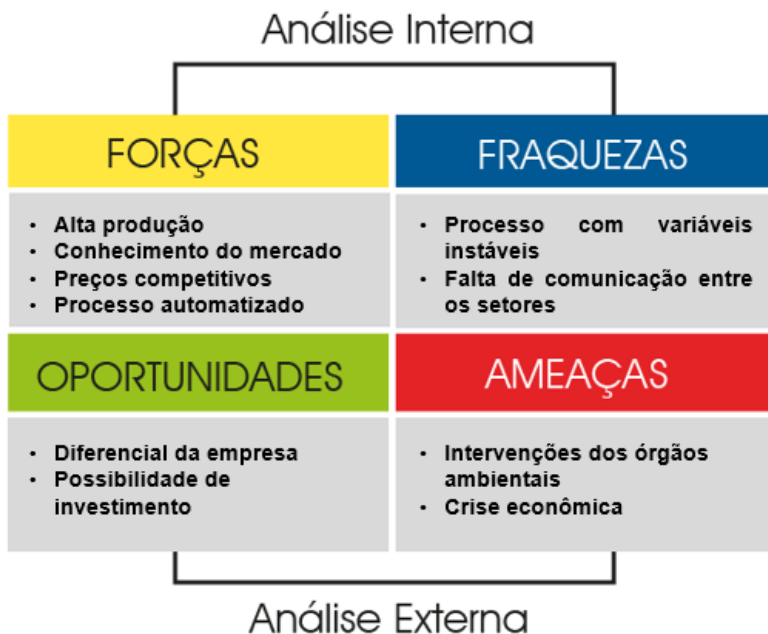 Análise Interna
FORÇAS
• Alta produção
• Conhecimento do mercado
• Preços competitivos
• Processo automatizado
FRAQUEZAS
• Processo com variáveis
instáveis
• Falta de comunicação entre
os setores
OPORTUNIDADES
• Diferencial da empresa
• Possibilidade de
investimento
AMEAÇAS
• Intervenções dos órgãos
ambientais
• Crise econômica
Análise Externa